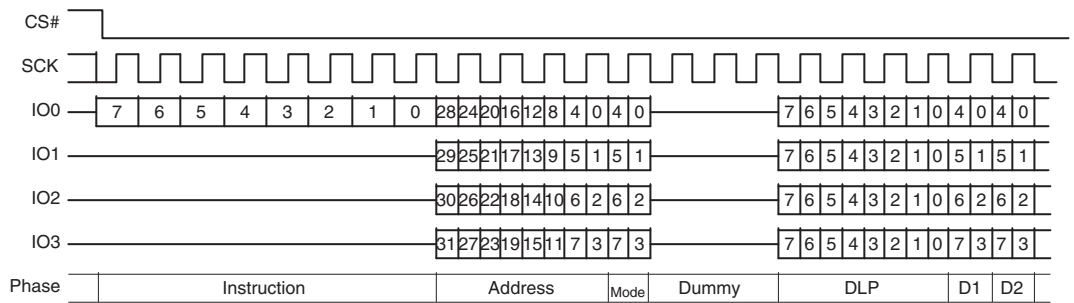 CS#
SCK
IO0 7 6 5 4 3 2 1 0 28 24 20 16 12 8 4 0 4 0 7 6 5 4 3 2 1 0 4 0 4 0
IO1 29 25 21 17 13 9 5 1 5 1 7 6 5 4 3 2 1 0 5 1 5 1
IO2 30 26 22 18 14 10 6 2 6 2 7 6 5 4 3 2 1 0 6 2 6 2
IO3 31 27 23 19 15 11 7 3 7 3 7 6 5 4 3 2 1 0 7 3 7 3
Phase Instruction Address Mode Dummy DLP D1 D2